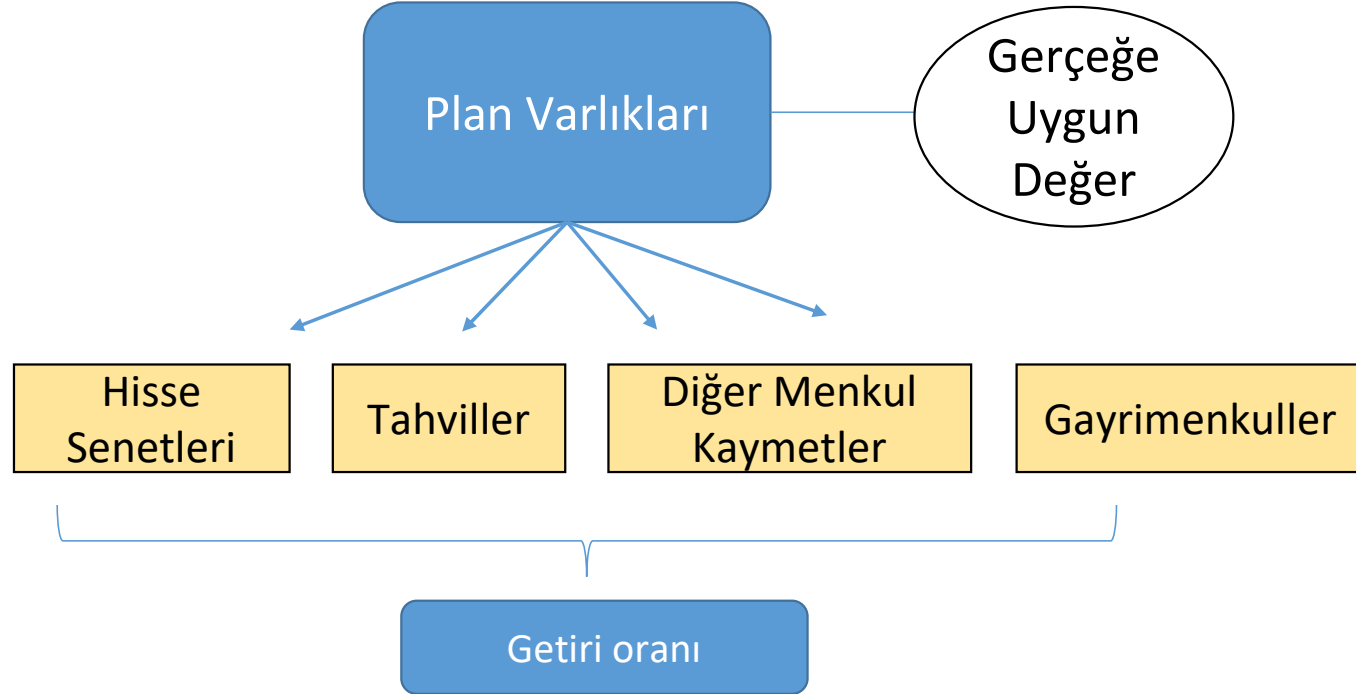 Plan Varlıkları
Gerçeğe
Uygun
Değer
Hisse
Senetleri
Tahviller
Diğer Menkul
Kaymetler
Gayrimenkuller
Getiri oranı